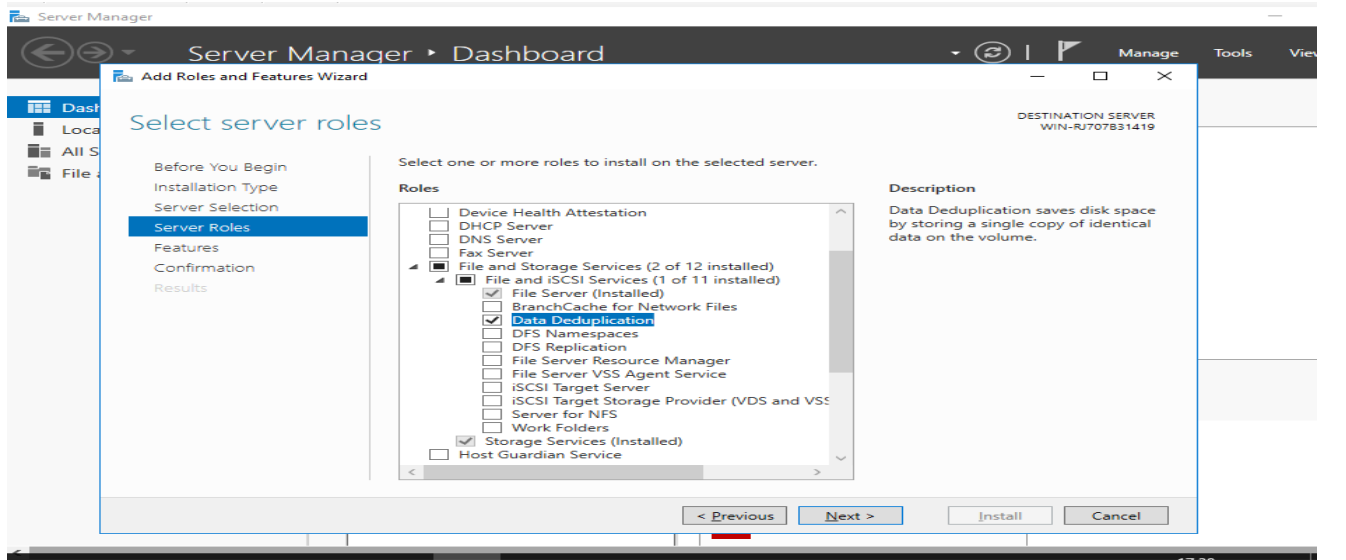 Server Manager
Server Manager ‣ Dashboard
Manage Tools View
Add Roles and Features Wizard
Dash
Loca
All S
File a
Select server roles
DESTINATION SERVER
WIN-RJ707B31419
Before You Begin
Installation Type
Server Selection
Server Roles
Features
Confirmation
Results
Select one or more roles to install on the selected server.
Roles
Device Health Attestation
DHCP Server
DNS Server
Fax Server
File and Storage Services (2 of 12 installed)
File and iSCSI Services (1 of 11 installed)
File Server (Installed)
BranchCache for Network Files
Data Deduplication
DFS Namespaces
DFS Replication
File Server Resource Manager
File Server VSS Agent Service
iSCSI Target Server
iSCSI Target Storage Provider (VDS and VSS
Server for NFS
Work Folders
Storage Services (Installed)
Host Guardian Service
Description
Data Deduplication saves disk space
by storing a single copy of identical
data on the volume.
< Previous Next > Install Cancel